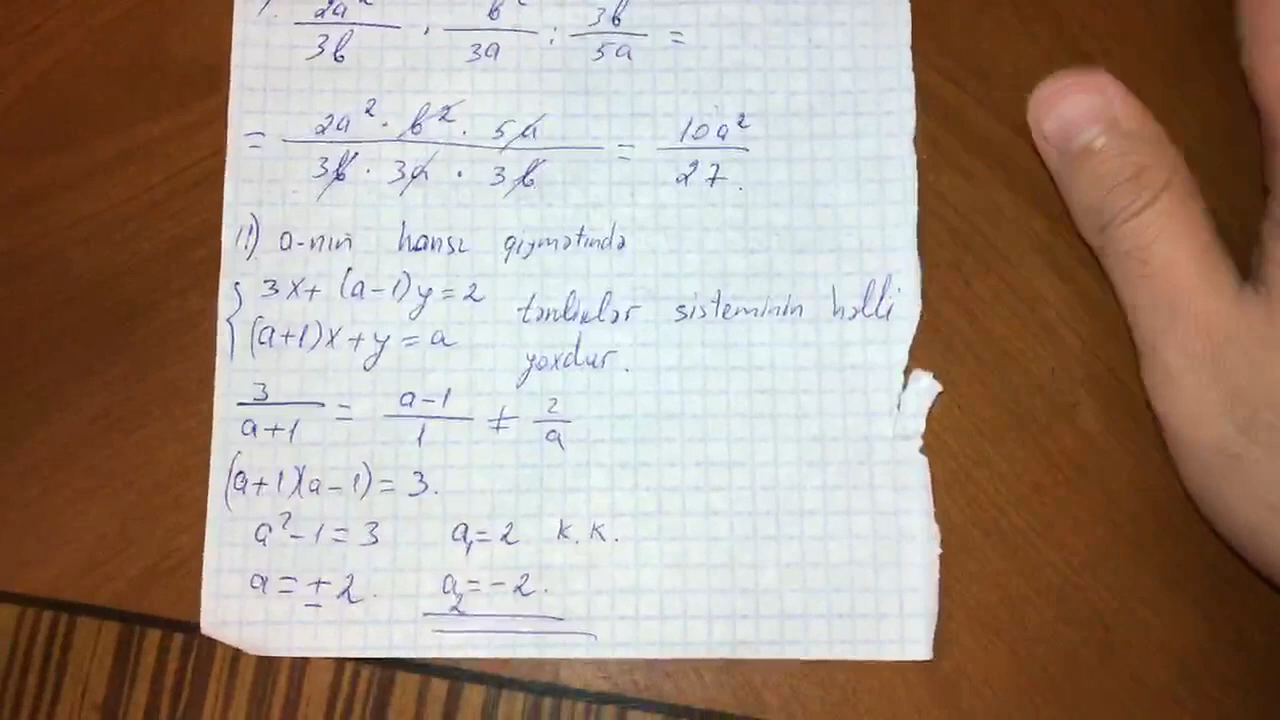 2a² / 3b · b² / 3a : 3b / 5a =
= 2a² · b² · 5a / 3b · 3a · 3b = 10a² / 27.
11) a-nın hansı qiymətində
{ 3x + (a-1)y = 2
(a+1)x + y = a
tənliklər sisteminin həlli
yoxdur.
3 / a+1 = a-1 / 1 ≠ 2 / a
(a+1)(a-1) = 3.
a²-1 = 3 a₁ = 2 k.k.
a = ± 2. a₂ = -2.